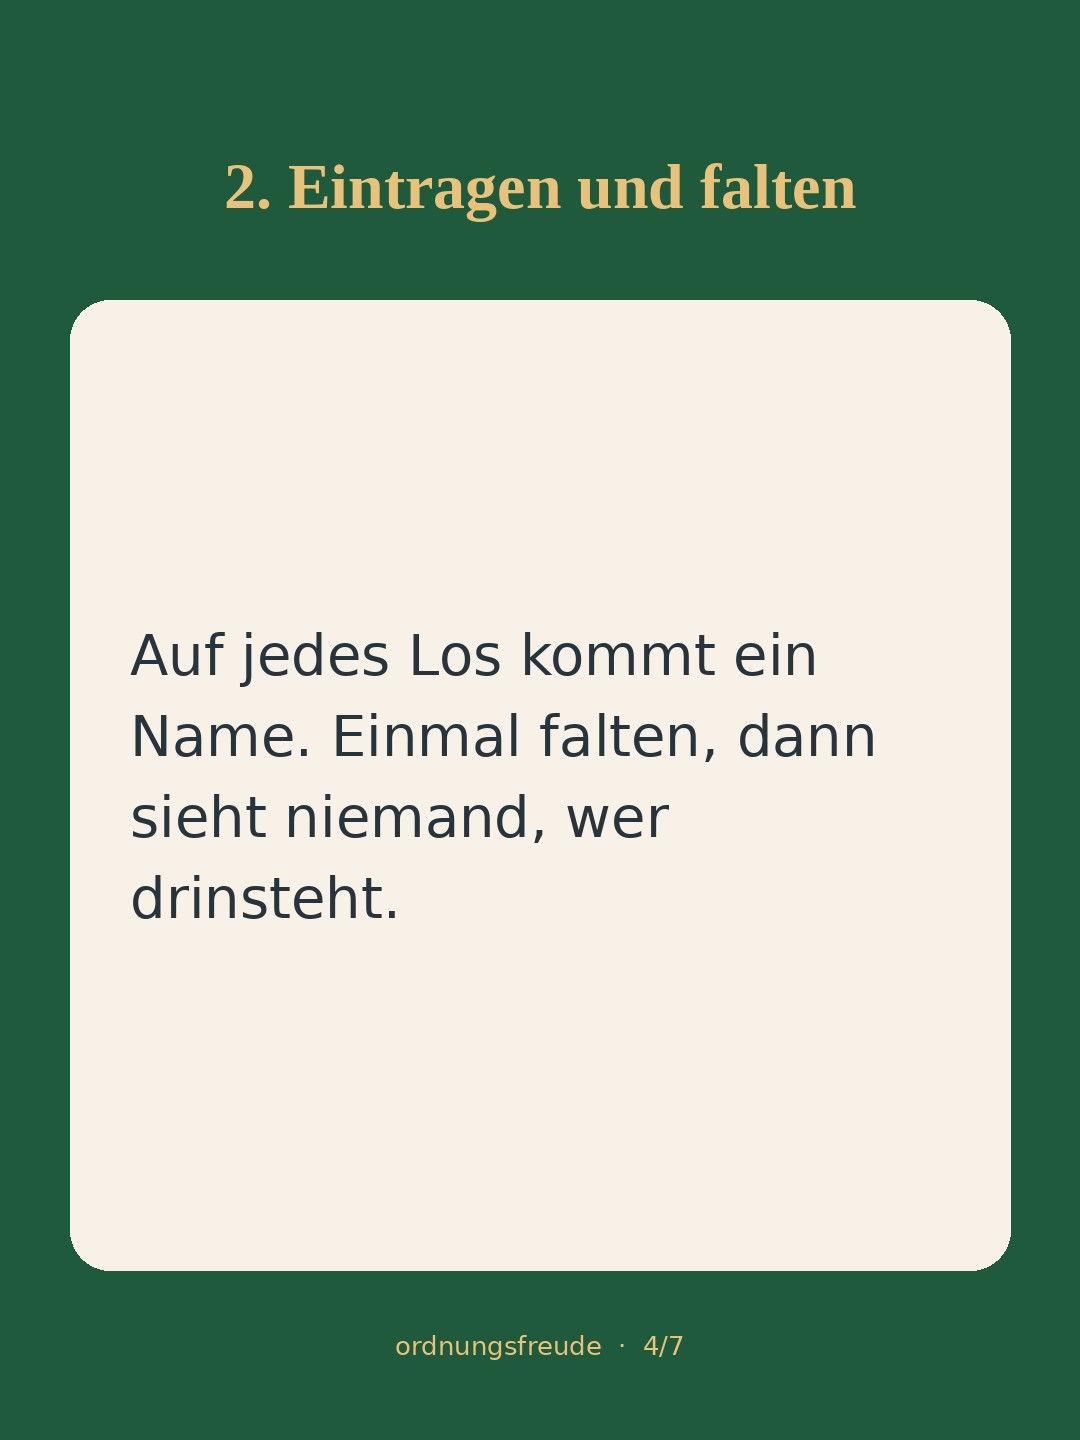 2. Eintragen und falten
Auf jedes Los kommt ein
Name. Einmal falten, dann
sieht niemand, wer
drinsteht.
ordnungsfreude · 4/7